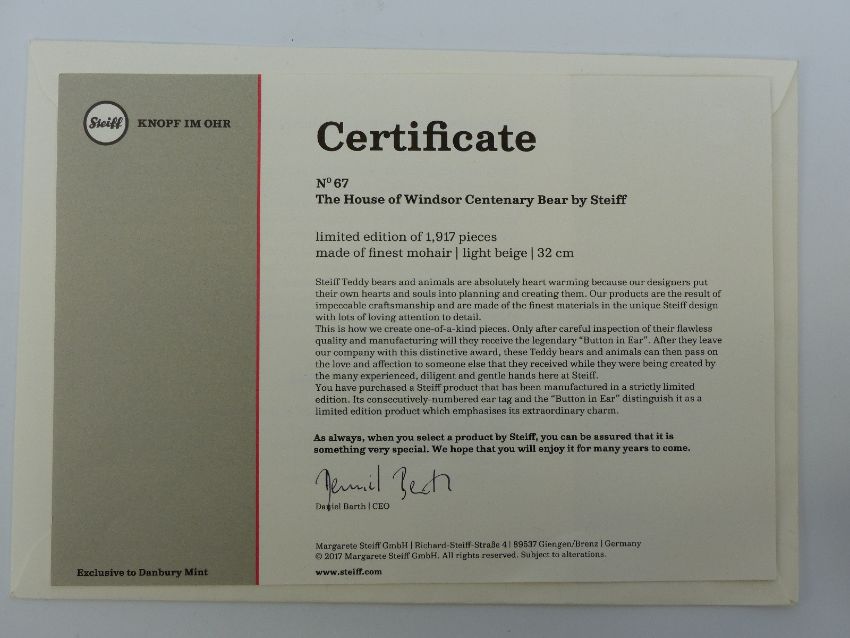 Steiff KNOPF IM OHR
Certificate
Nº 67
The House of Windsor Centenary Bear by Steiff
limited edition of 1,917 pieces
made of finest mohair | light beige | 32 cm
Steiff Teddy bears and animals are absolutely heart warming because our designers put
their own hearts and souls into planning and creating them. Our products are the result of
impeccable craftsmanship and are made of the finest materials in the unique Steiff design
with lots of loving attention to detail.
This is how we create one-of-a-kind pieces. Only after careful inspection of their flawless
quality and manufacturing will they receive the legendary "Button in Ear". After they leave
our company with this distinctive award, these Teddy bears and animals can then pass on
the love and affection to someone else that they received while they were being created by
the many experienced, diligent and gentle hands here at Steiff.
You have purchased a Steiff product that has been manufactured in a strictly limited
edition. Its consecutively-numbered ear tag and the "Button in Ear" distinguish it as a
limited edition product which emphasises its extraordinary charm.
As always, when you select a product by Steiff, you can be assured that it is
something very special. We hope that you will enjoy it for many years to come.
Daniel Barth
Daniel Barth | CEO
Margarete Steiff GmbH | Richard-Steiff-Straße 4 | 89537 Giengen/Brenz | Germany
© 2017 Margarete Steiff GmbH. All rights reserved. Subject to alterations.
www.steiff.com
Exclusive to Danbury Mint